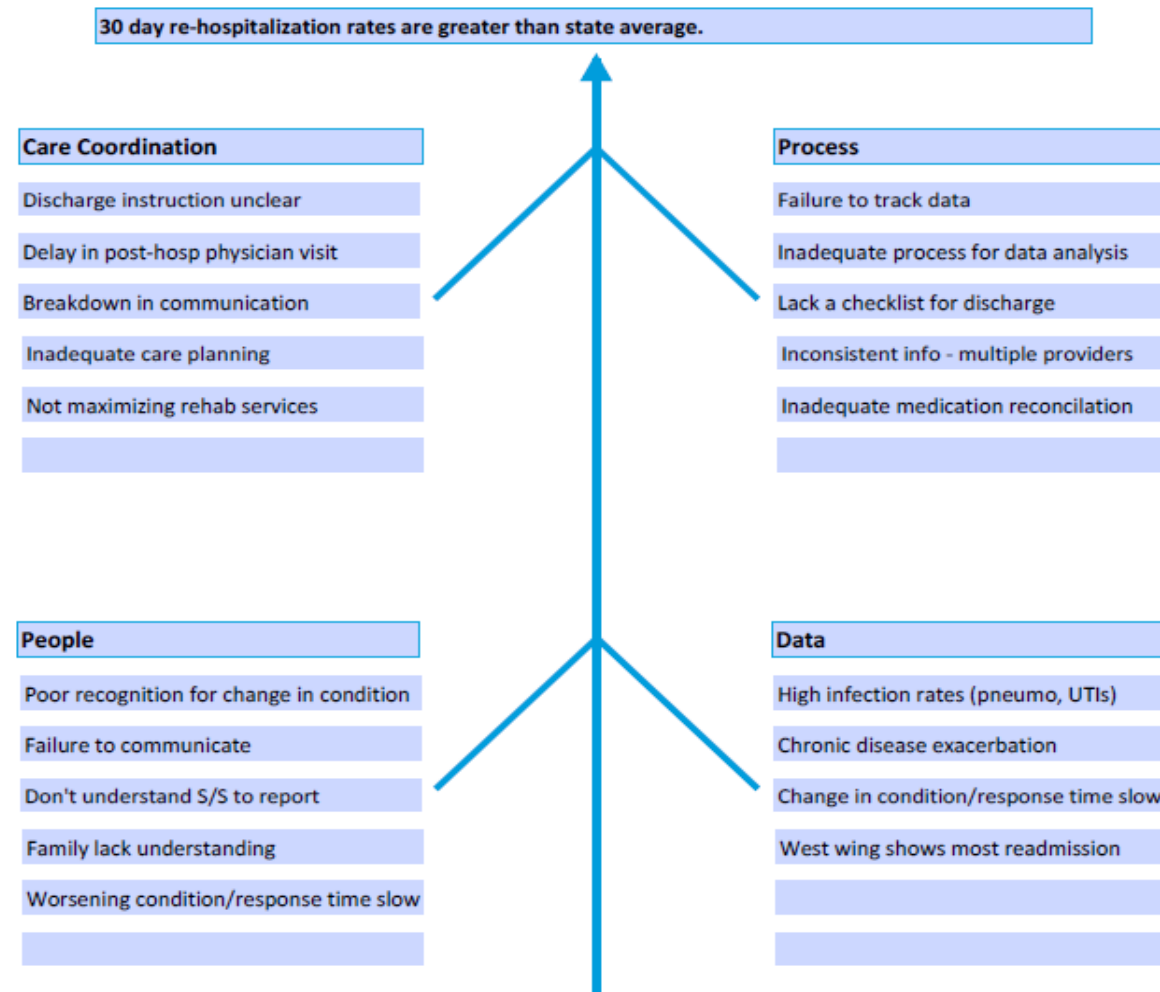 30 day re-hospitalization rates are greater than state average.
Care Coordination
Discharge instruction unclear
Delay in post-hosp physician visit
Breakdown in communication
Inadequate care planning
Not maximizing rehab services
Process
Failure to track data
Inadequate process for data analysis
Lack a checklist for discharge
Inconsistent info - multiple providers
Inadequate medication reconcilation
People
Poor recognition for change in condition
Failure to communicate
Don't understand S/S to report
Family lack understanding
Worsening condition/response time slow
Data
High infection rates (pneumo, UTIs)
Chronic disease exacerbation
Change in condition/response time slow
West wing shows most readmission